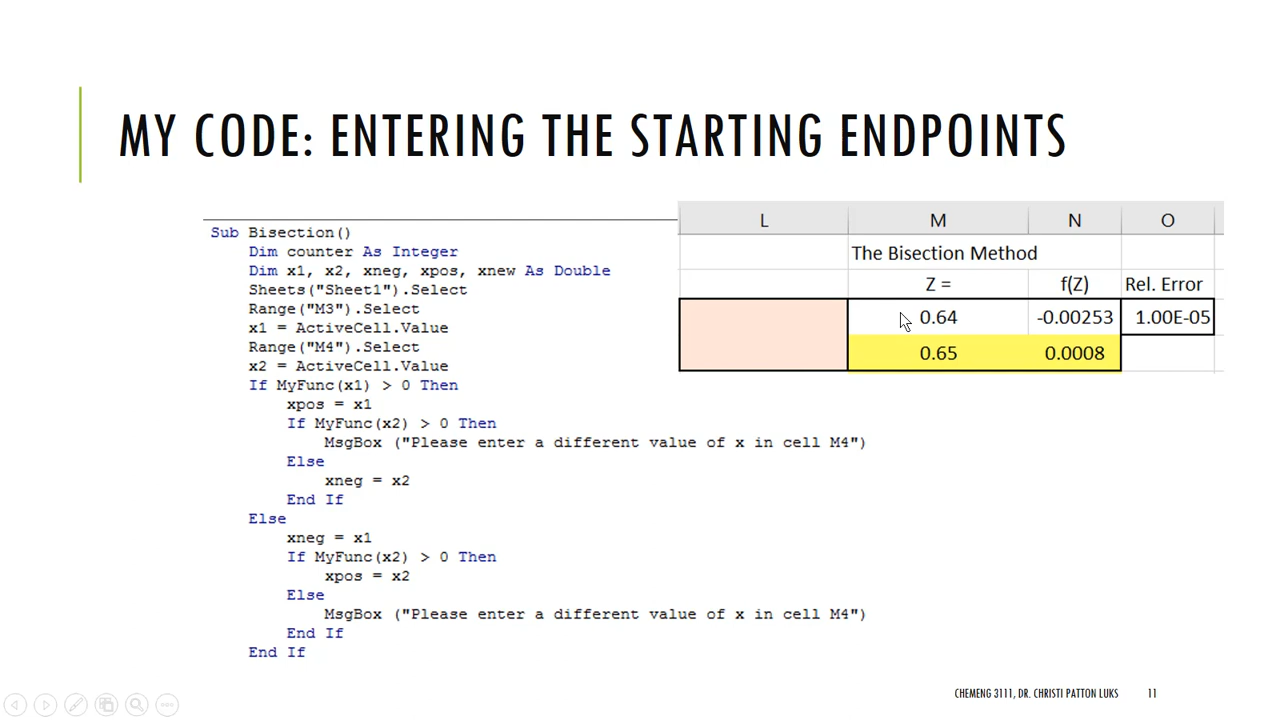 MY CODE: ENTERING THE STARTING ENDPOINTS
Sub Bisection()
Dim counter As Integer
Dim x1, x2, xneg, xpos, xnew As Double
Sheets("Sheet1").Select
Range("M3").Select
x1 = ActiveCell.Value
Range("M4").Select
x2 = ActiveCell.Value
If MyFunc(x1) > 0 Then
xpos = x1
If MyFunc(x2) > 0 Then
MsgBox ("Please enter a different value of x in cell M4")
Else
xneg = x2
End If
Else
xneg = x1
If MyFunc(x2) > 0 Then
xpos = x2
Else
MsgBox ("Please enter a different value of x in cell M4")
End If
End If
L M N O
The Bisection Method
Z = f(Z) Rel. Error
0.64 -0.00253 1.00E-05
0.65 0.0008
CHEMENG 3111, DR. CHRISTI PATTON LUKS 11